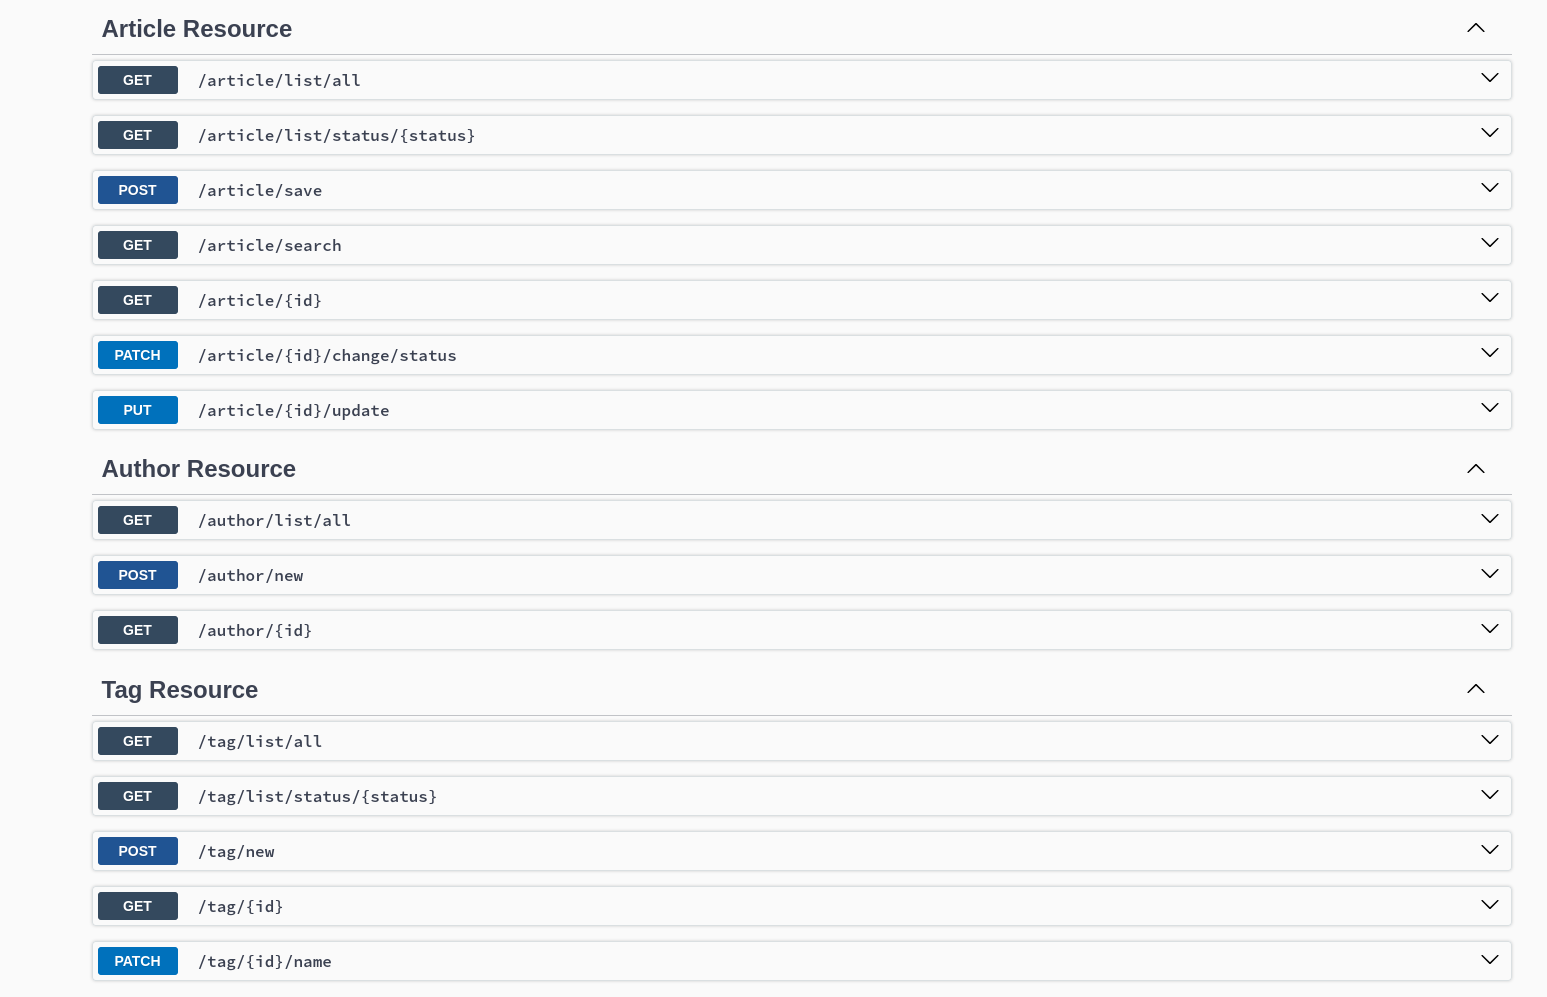 Article Resource
GET /article/list/all
GET /article/list/status/{status}
POST /article/save
GET /article/search
GET /article/{id}
PATCH /article/{id}/change/status
PUT /article/{id}/update
Author Resource
GET /author/list/all
POST /author/new
GET /author/{id}
Tag Resource
GET /tag/list/all
GET /tag/list/status/{status}
POST /tag/new
GET /tag/{id}
PATCH /tag/{id}/name